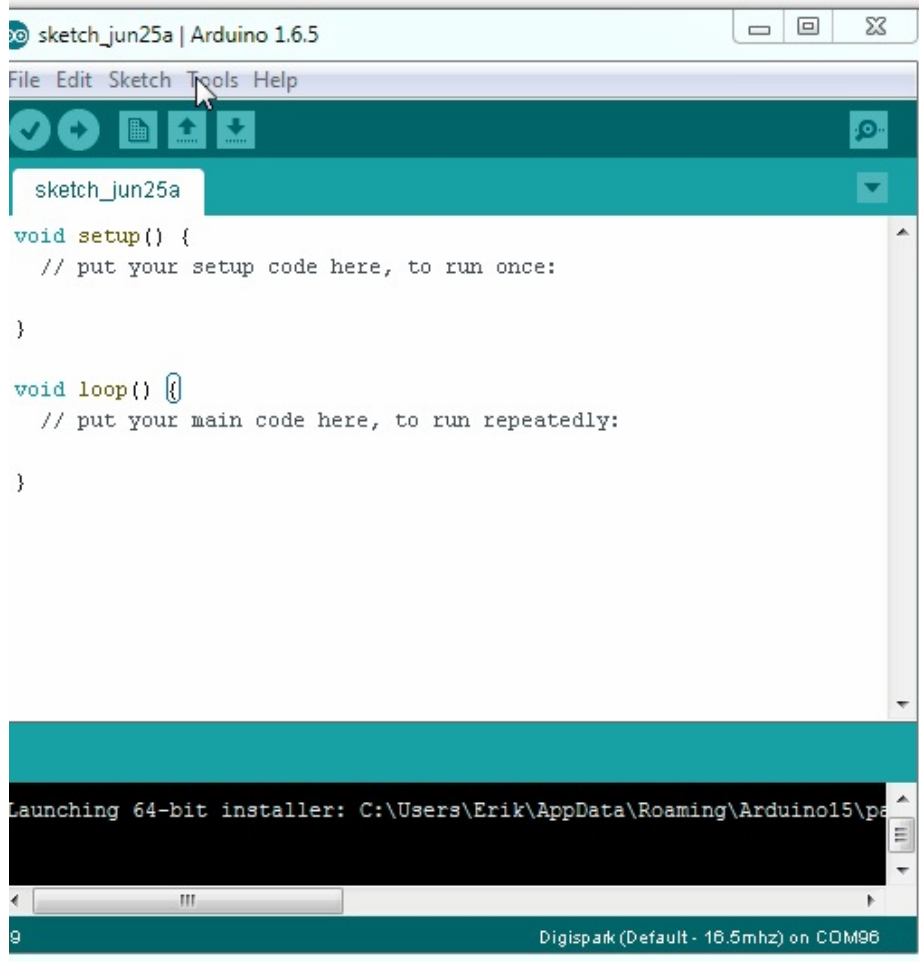 sketch_jun25a | Arduino 1.6.5
File Edit Sketch Tools Help
sketch_jun25a
void setup() {
  // put your setup code here, to run once:
}
void loop() {
  // put your main code here, to run repeatedly:
}
Launching 64-bit installer: C:\Users\Erik\AppData\Roaming\Arduino15\pa
9
Digispark (Default - 16.5mhz) on COM96